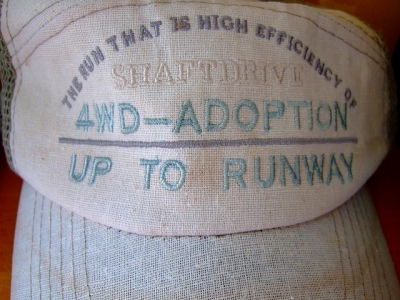 THE RUN THAT IS HIGH EFFICIENCY OF
SHAFTDRIVE
4WD-ADOPTION
UP TO RUNWAY